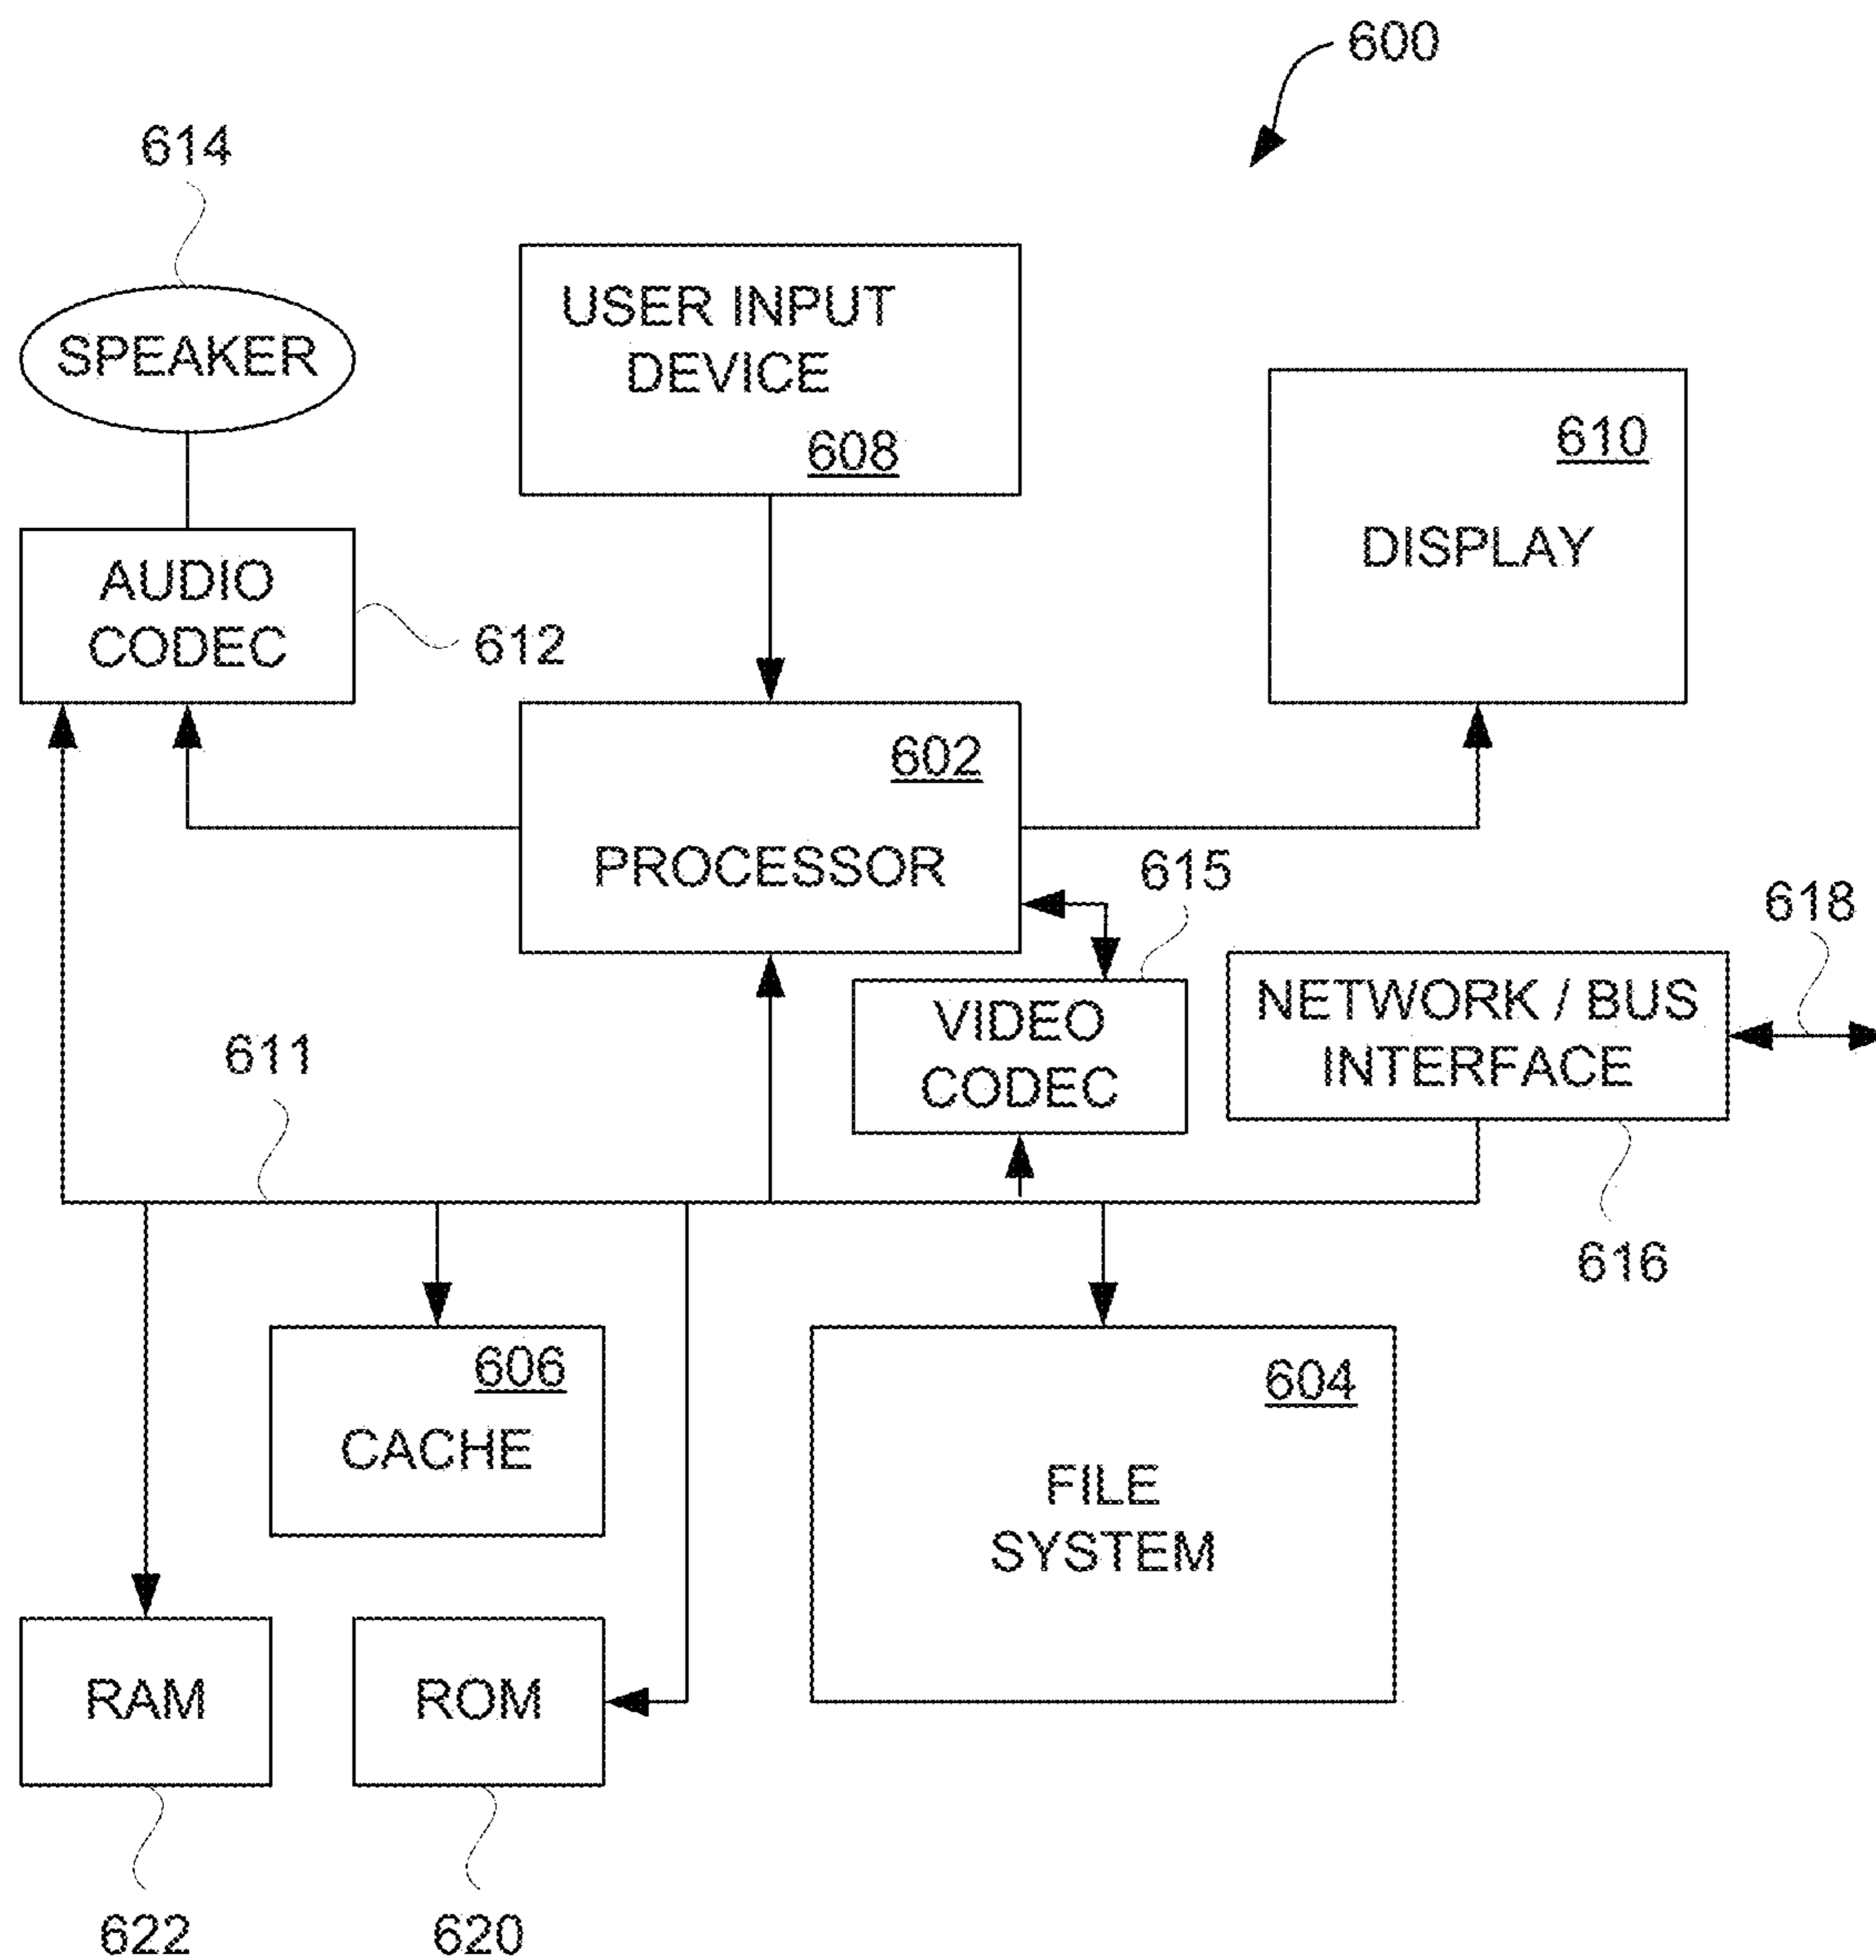 600
614
SPEAKER
USER INPUT
DEVICE
608
610
DISPLAY
AUDIO
CODEC
612
602
PROCESSOR
615
618
VIDEO
CODEC
NETWORK / BUS
INTERFACE
611
616
606
CACHE
604
FILE
SYSTEM
RAM
ROM
622
620